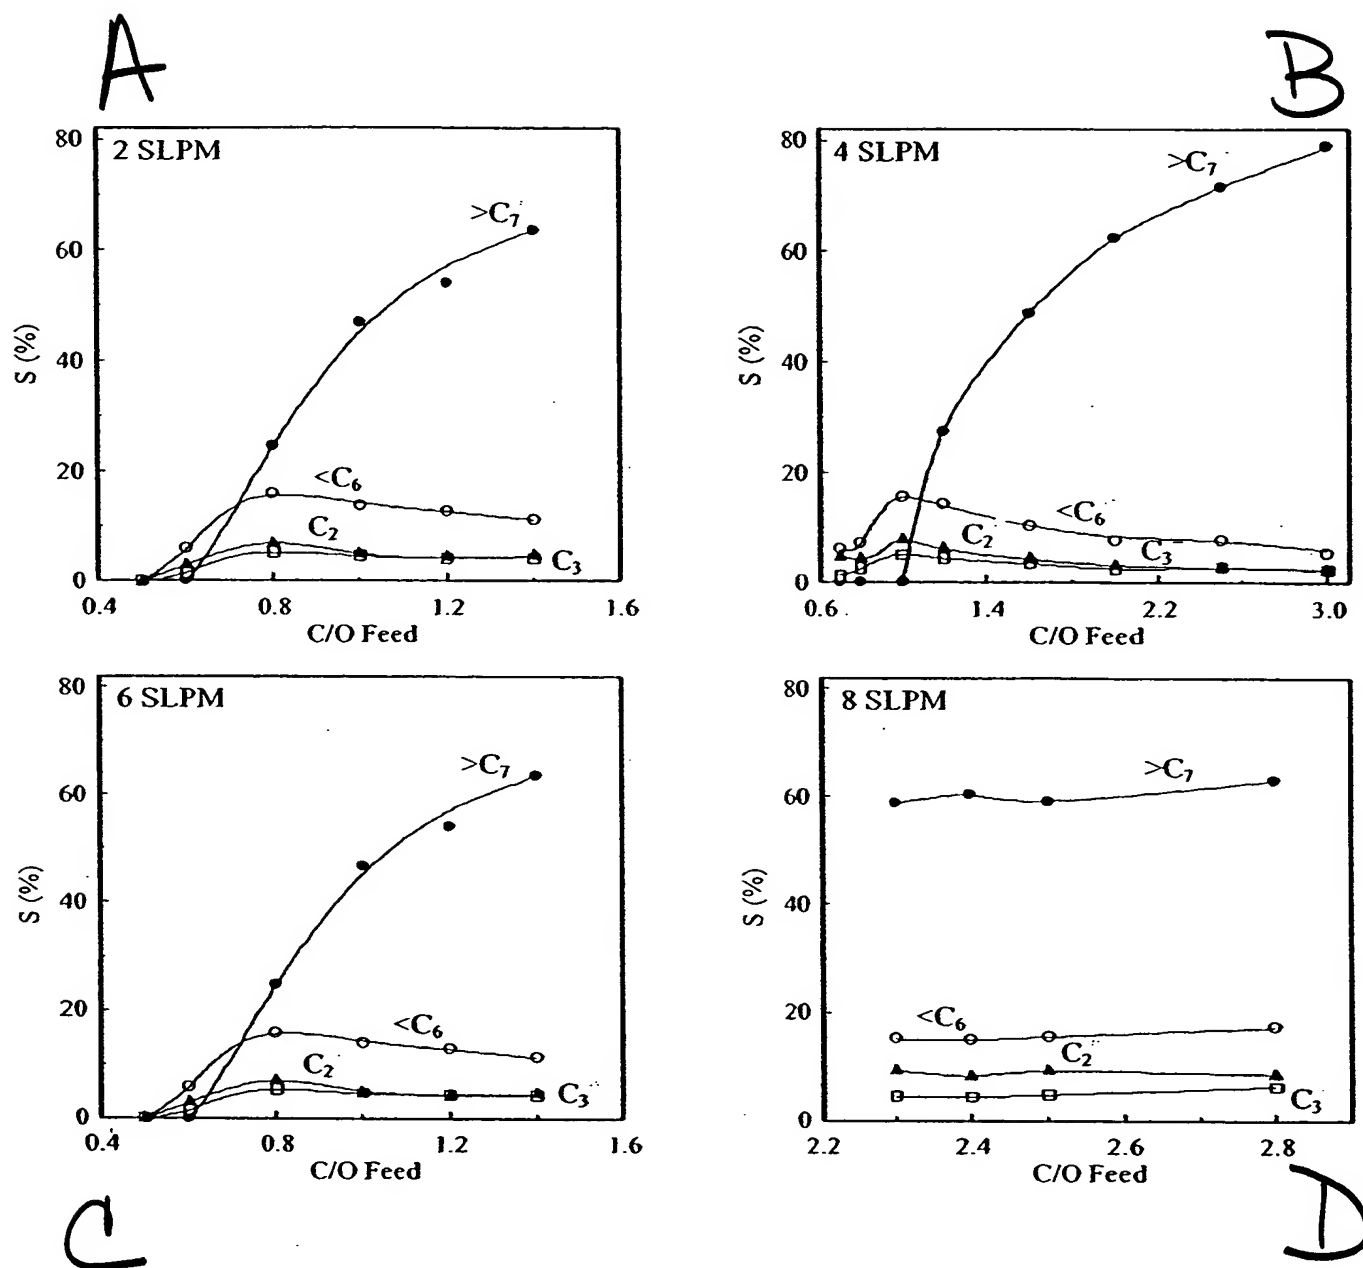 A
B
2 SLPM
80
60
40
20
0
S (%)
>C₇
<C₆
C₂
C₃
0.4 0.8 1.2 1.6
C/O Feed
4 SLPM
80
60
40
20
0
S (%)
>C₇
<C₆
C₂
C₃
0.6 1.4 2.2 3.0
C/O Feed
6 SLPM
80
60
40
20
0
S (%)
>C₇
<C₆
C₂
C₃
0.4 0.8 1.2 1.6
C/O Feed
8 SLPM
80
60
40
20
0
S (%)
>C₇
<C₆
C₂
C₃
2.2 2.4 2.6 2.8
C/O Feed
C
D